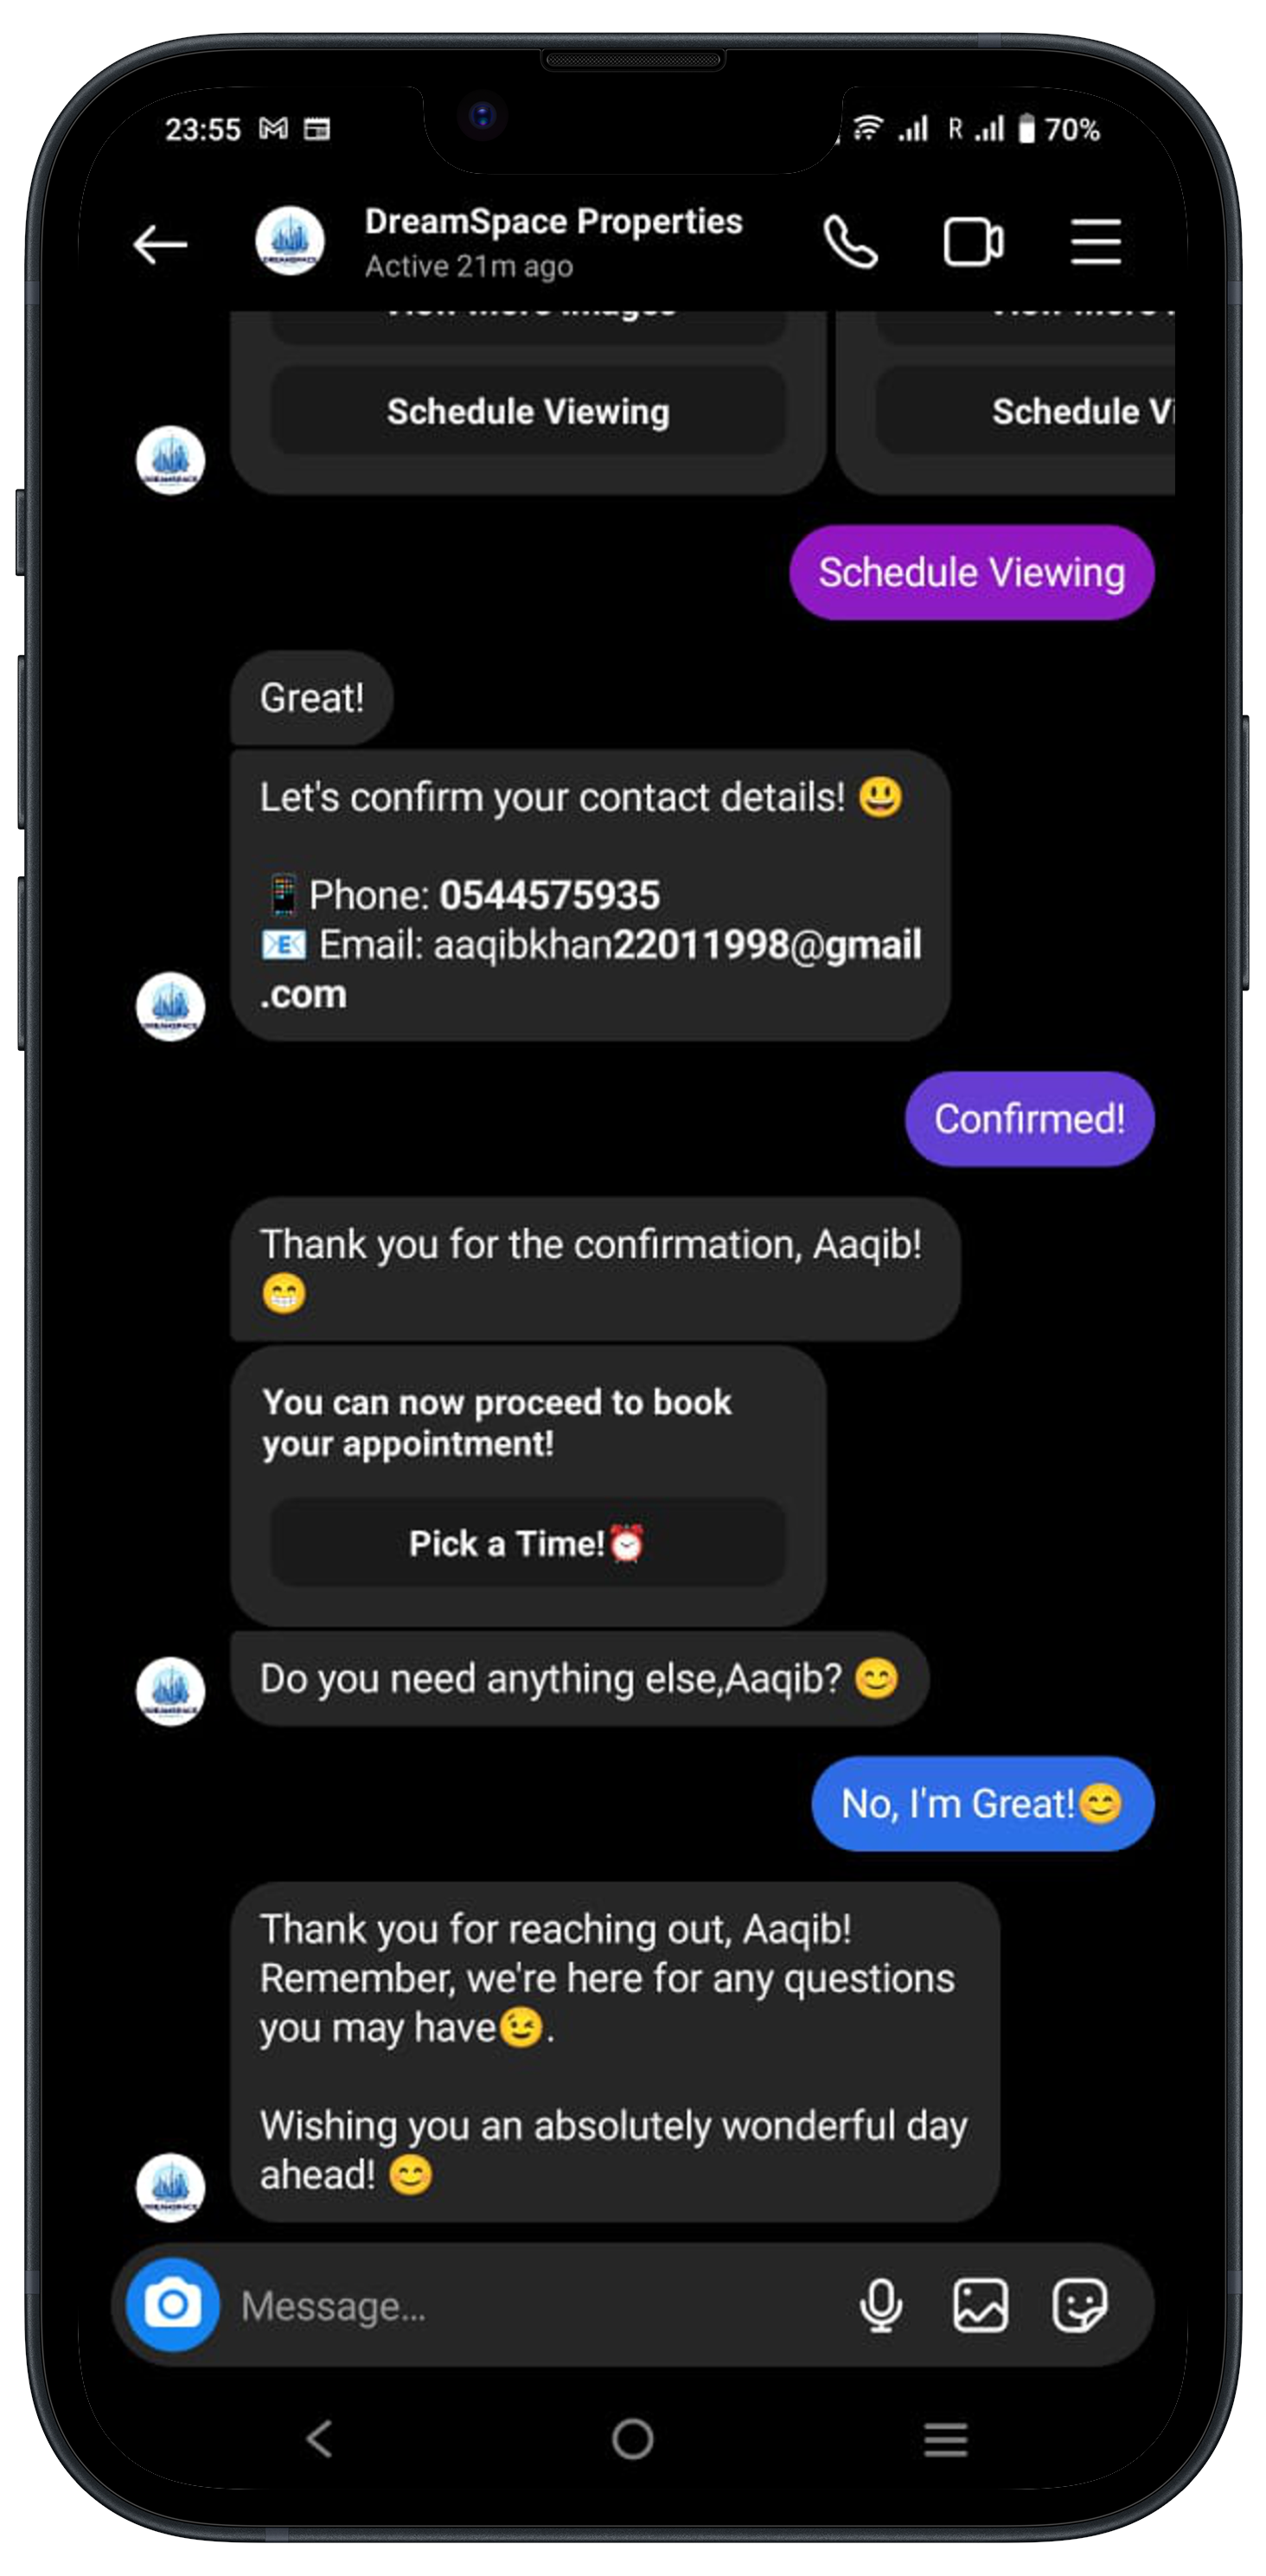 23:55 R 70%
DreamSpace Properties
Active 21m ago
View More Images
Schedule Viewing Schedule Vi
Schedule Viewing
Great!
Let's confirm your contact details! 😃
📱 Phone: 0544575935
📧 Email: aaqibkhan22011998@gmail
.com
Confirmed!
Thank you for the confirmation, Aaqib!
😁
You can now proceed to book
your appointment!
Pick a Time!⏰
Do you need anything else,Aaqib? 😊
No, I'm Great!😊
Thank you for reaching out, Aaqib!
Remember, we're here for any questions
you may have😉.
Wishing you an absolutely wonderful day
ahead! 😊
Message...